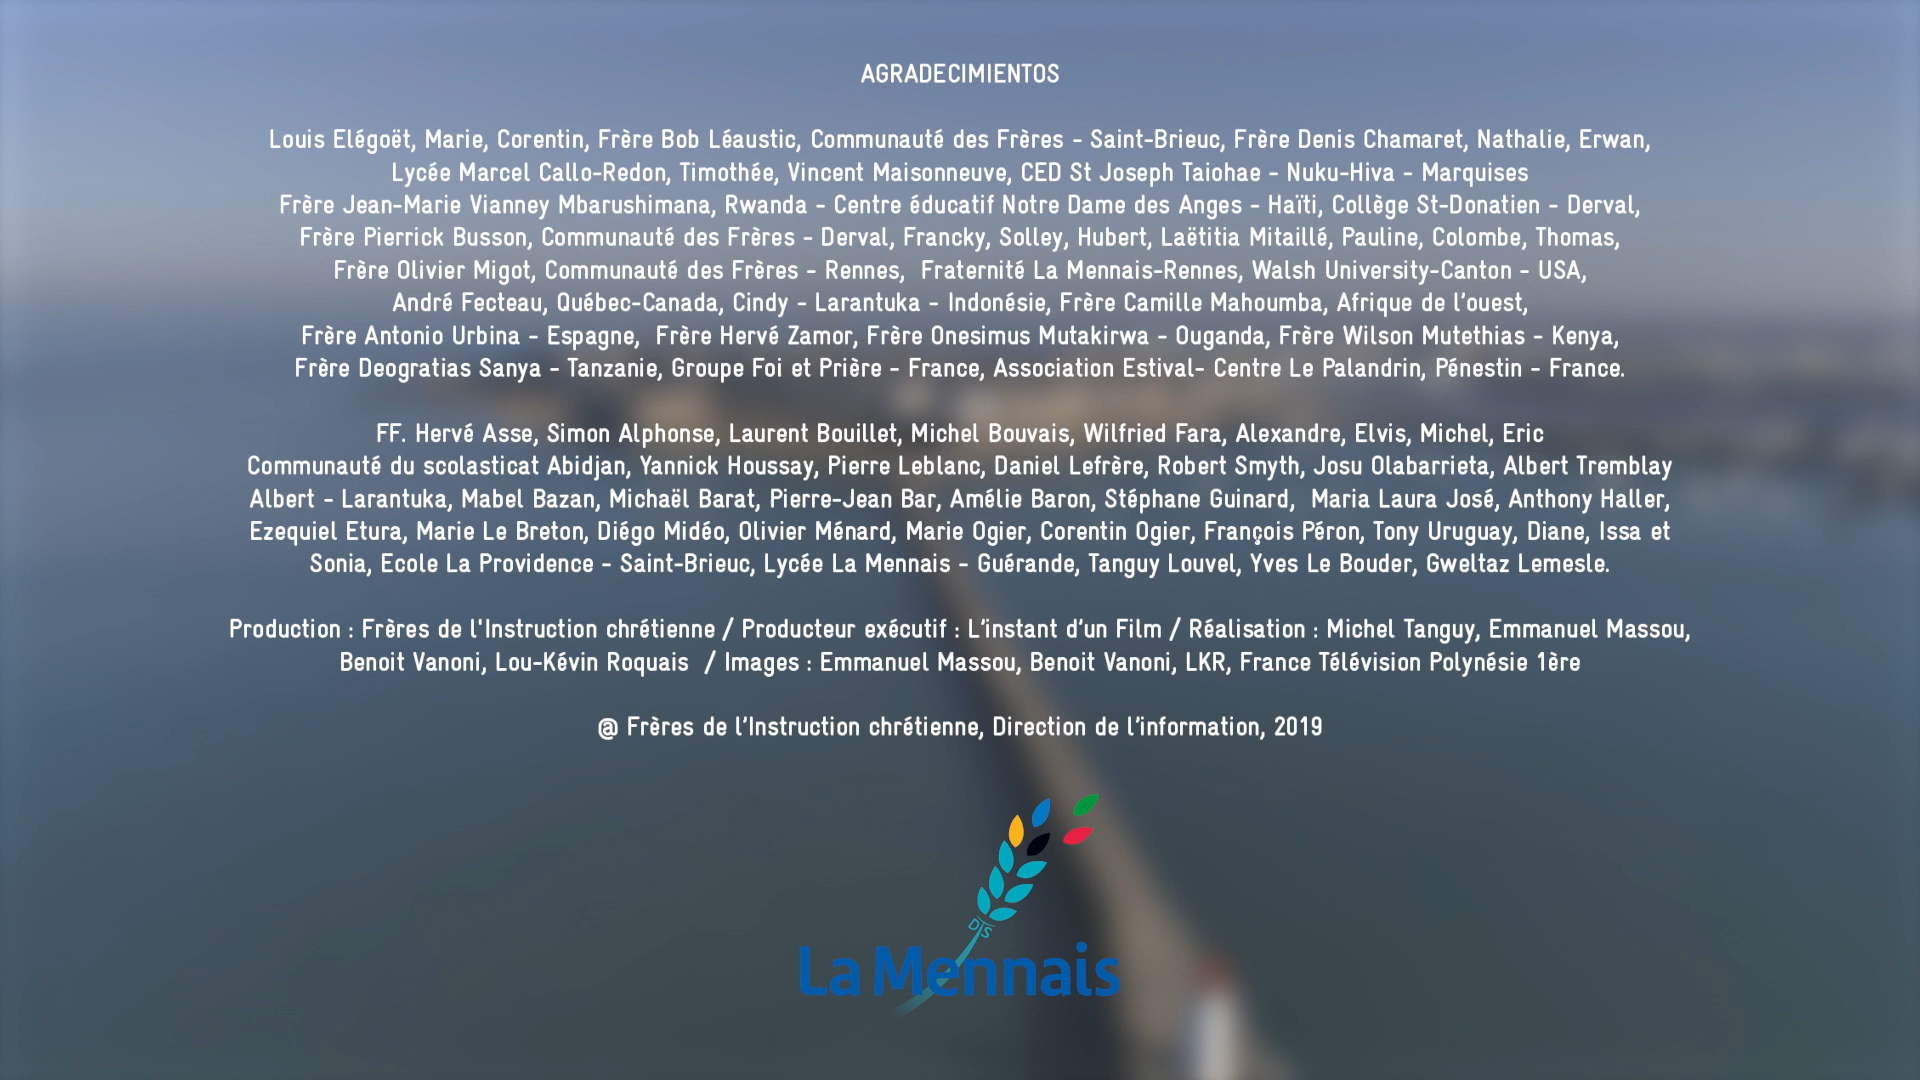 AGRADECIMIENTOS
Louis Elégoët, Marie, Corentin, Frère Bob Léaustic, Communauté des Frères - Saint-Brieuc, Frère Denis Chamaret, Nathalie, Erwan,
Lycée Marcel Callo-Redon, Timothée, Vincent Maisonneuve, CED St Joseph Taiohae - Nuku-Hiva - Marquises
Frère Jean-Marie Vianney Mbarushimana, Rwanda - Centre éducatif Notre Dame des Anges - Haïti, Collège St-Donatien - Derval,
Frère Pierrick Busson, Communauté des Frères - Derval, Francky, Solley, Hubert, Laëtitia Mitaillé, Pauline, Colombe, Thomas,
Frère Olivier Migot, Communauté des Frères - Rennes, Fraternité La Mennais-Rennes, Walsh University-Canton - USA,
André Fecteau, Québec-Canada, Cindy - Larantuka - Indonésie, Frère Camille Mahoumba, Afrique de l'ouest,
Frère Antonio Urbina - Espagne, Frère Hervé Zamor, Frère Onesimus Mutakirwa - Ouganda, Frère Wilson Mutethias - Kenya,
Frère Deogratias Sanya - Tanzanie, Groupe Foi et Prière - France, Association Estival- Centre Le Palandrin, Pénestin - France.
FF. Hervé Asse, Simon Alphonse, Laurent Bouillet, Michel Bouvais, Wilfried Fara, Alexandre, Elvis, Michel, Eric
Communauté du scolasticat Abidjan, Yannick Houssay, Pierre Leblanc, Daniel Lefrère, Robert Smyth, Josu Olabarrieta, Albert Tremblay
Albert - Larantuka, Mabel Bazan, Michaël Barat, Pierre-Jean Bar, Amélie Baron, Stéphane Guinard, Maria Laura José, Anthony Haller,
Ezequiel Etura, Marie Le Breton, Diégo Midéo, Olivier Ménard, Marie Ogier, Corentin Ogier, François Péron, Tony Uruguay, Diane, Issa et
Sonia, Ecole La Providence - Saint-Brieuc, Lycée La Mennais - Guérande, Tanguy Louvel, Yves Le Bouder, Gweltaz Lemesle.
Production : Frères de l'Instruction chrétienne / Producteur exécutif : L'instant d'un Film / Réalisation : Michel Tanguy, Emmanuel Massou,
Benoit Vanoni, Lou-Kévin Roquais / Images : Emmanuel Massou, Benoit Vanoni, LKR, France Télévision Polynésie 1ère
@ Frères de l'Instruction chrétienne, Direction de l'information, 2019
DS
La Mennais